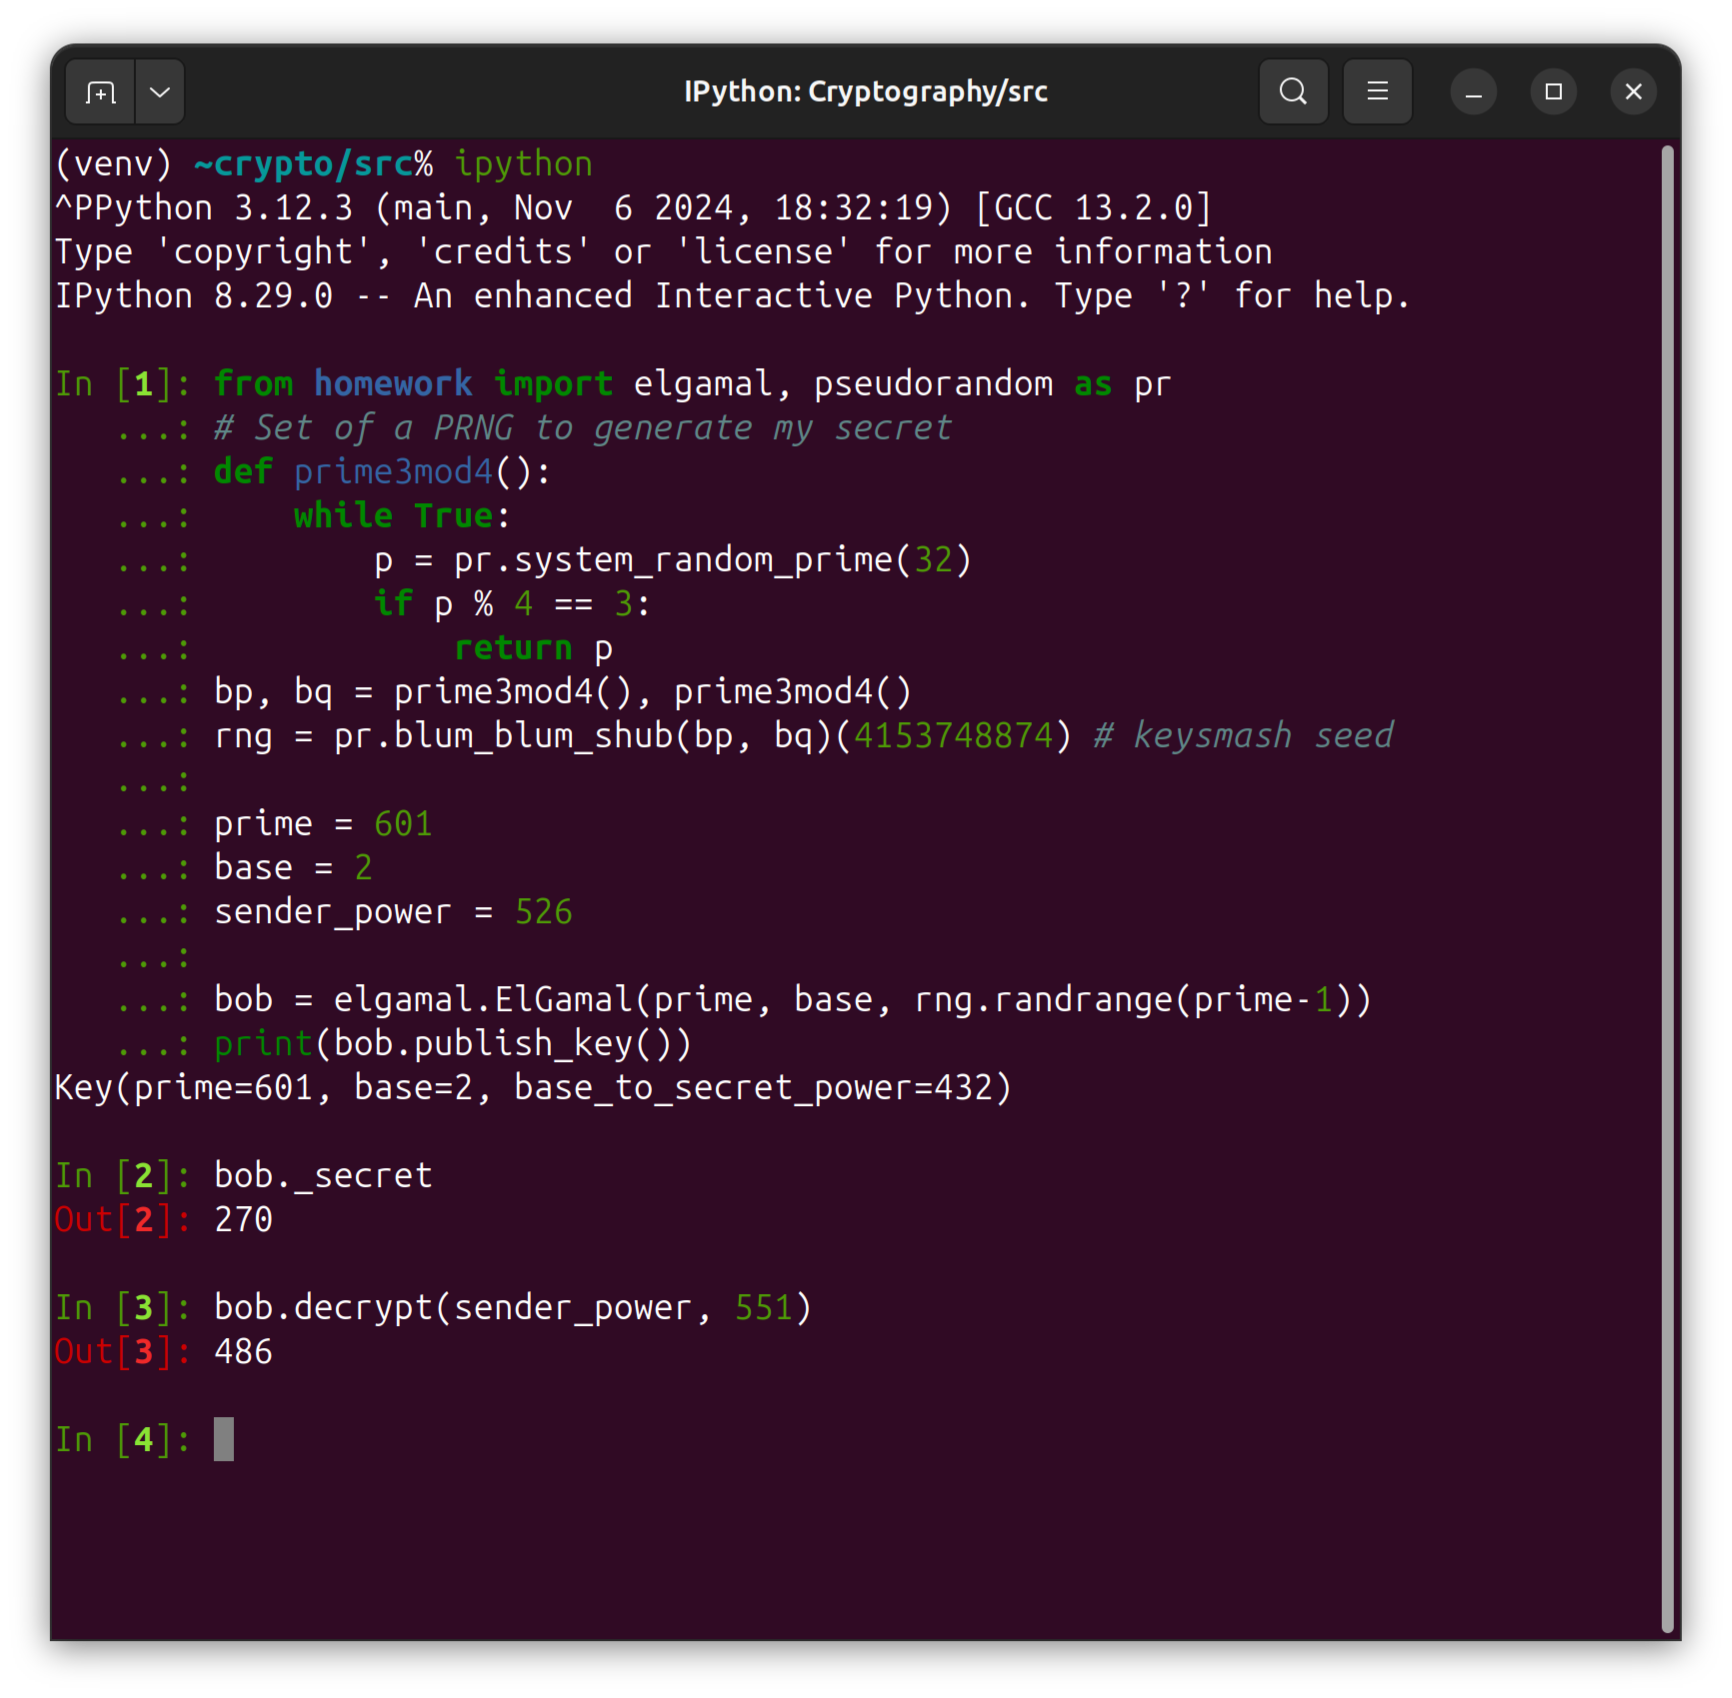 IPython: Cryptography/src
(venv) ~crypto/src% ipython
^PPython 3.12.3 (main, Nov  6 2024, 18:32:19) [GCC 13.2.0]
Type 'copyright', 'credits' or 'license' for more information
IPython 8.29.0 -- An enhanced Interactive Python. Type '?' for help.

In [1]: from homework import elgamal, pseudorandom as pr
   ...: # Set of a PRNG to generate my secret
   ...: def prime3mod4():
   ...:     while True:
   ...:         p = pr.system_random_prime(32)
   ...:         if p % 4 == 3:
   ...:             return p
   ...: bp, bq = prime3mod4(), prime3mod4()
   ...: rng = pr.blum_blum_shub(bp, bq)(4153748874) # keysmash seed
   ...:
   ...: prime = 601
   ...: base = 2
   ...: sender_power = 526
   ...:
   ...: bob = elgamal.ElGamal(prime, base, rng.randrange(prime-1))
   ...: print(bob.publish_key())
Key(prime=601, base=2, base_to_secret_power=432)

In [2]: bob._secret
Out[2]: 270

In [3]: bob.decrypt(sender_power, 551)
Out[3]: 486

In [4]: